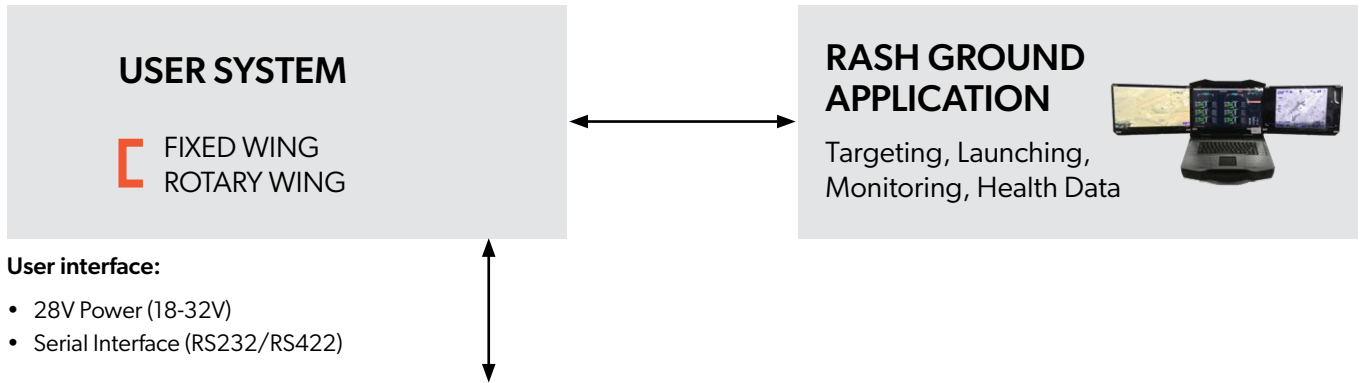 USER SYSTEM
FIXED WING
ROTARY WING
RASH GROUND
APPLICATION
Targeting, Launching,
Monitoring, Health Data
User interface:
• 28V Power (18-32V)
• Serial Interface (RS232/RS422)